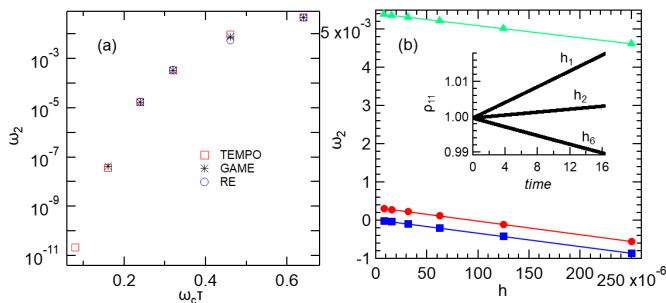 (a)
ω₂
10⁻³
10⁻⁵
10⁻⁷
10⁻⁹
10⁻¹¹
TEMPO
GAME
RE
0.2
0.4
0.6
ω꜀τ
(b)
ω₂
5 x10⁻³
4
3
2
1
0
-1
ρ₁₁
1.01
1.00
0.99
h₁
h₂
h₆
0
4
8
12
16
time
0
50
100
150
200
250 x10⁻⁶
h